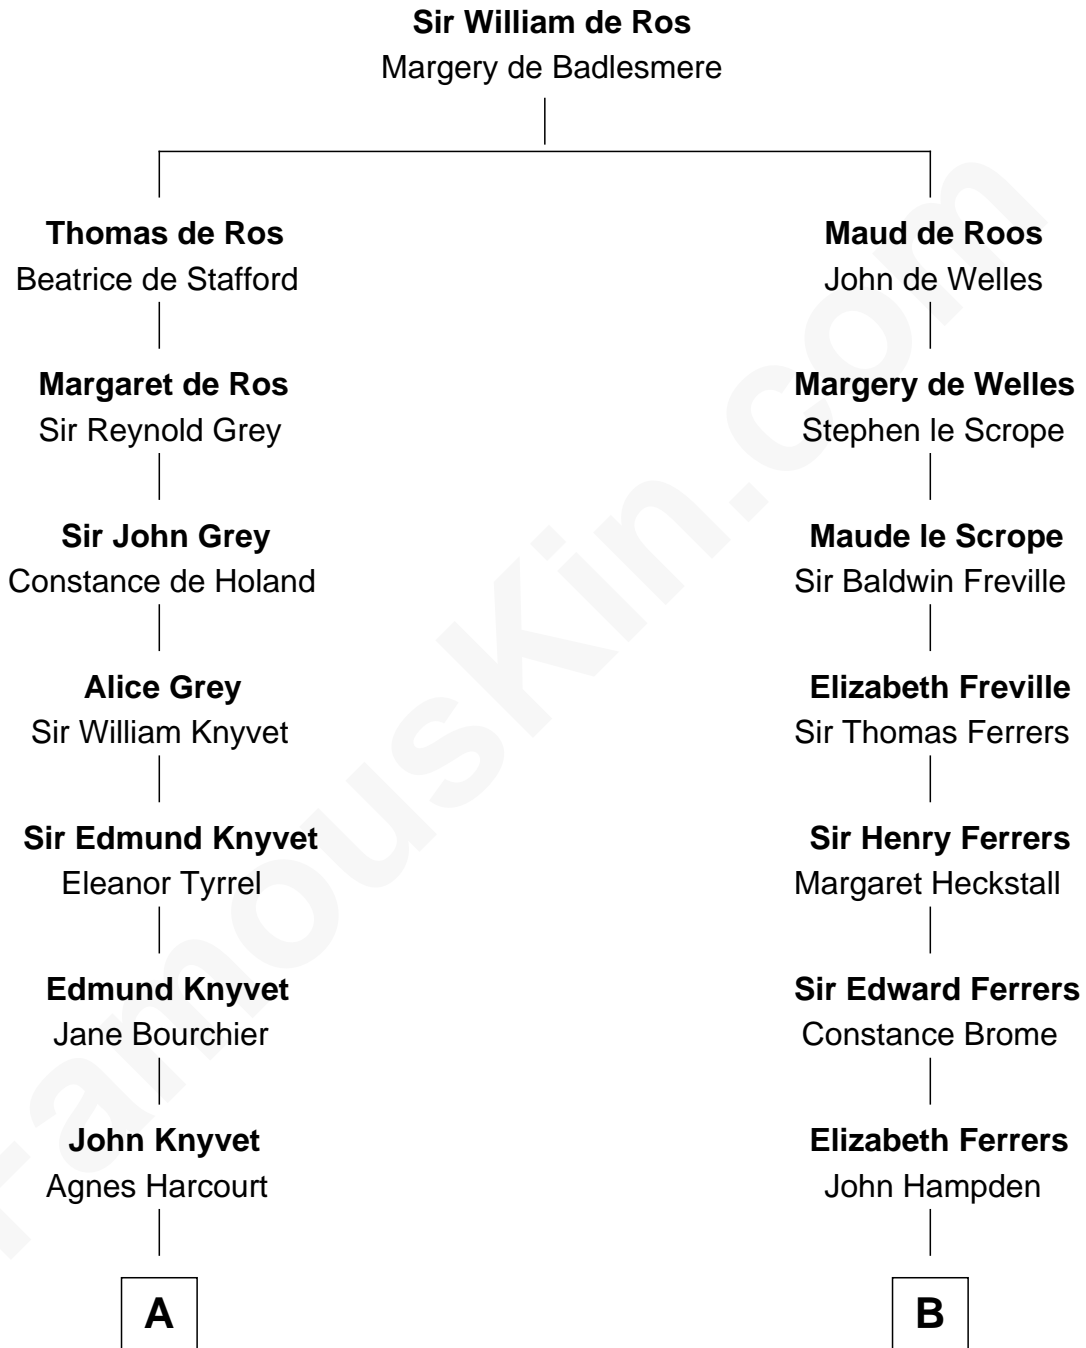 Sir William de Ros
Margery de Badlesmere
Thomas de Ros
Beatrice de Stafford
Margaret de Ros
Sir Reynold Grey
Sir John Grey
Constance de Holand
Alice Grey
Sir William Knyvet
Sir Edmund Knyvet
Eleanor Tyrrel
Edmund Knyvet
Jane Bourchier
John Knyvet
Agnes Harcourt
A
Maud de Roos
John de Welles
Margery de Welles
Stephen le Scrope
Maude le Scrope
Sir Baldwin Freville
Elizabeth Freville
Sir Thomas Ferrers
Sir Henry Ferrers
Margaret Heckstall
Sir Edward Ferrers
Constance Brome
Elizabeth Ferrers
John Hampden
B
FamousKin.com